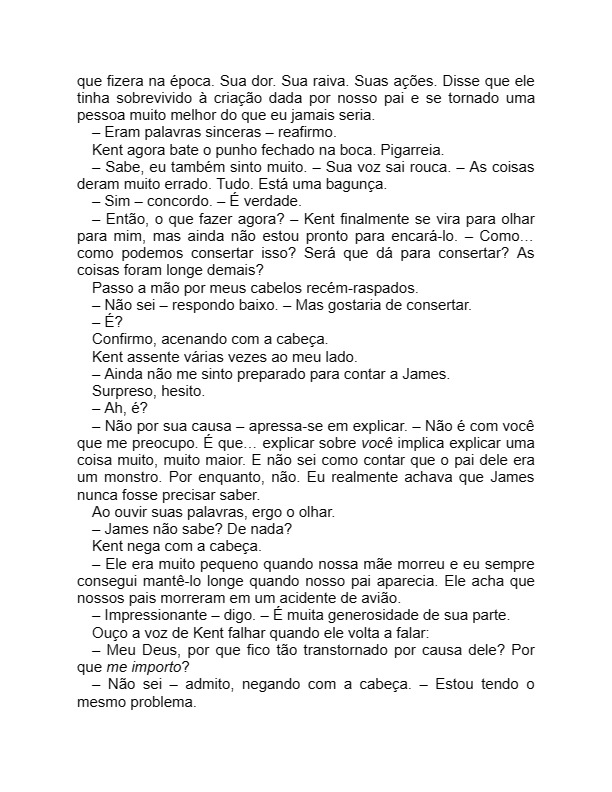 que fizera na época. Sua dor. Sua raiva. Suas ações. Disse que ele
tinha sobrevivido à criação dada por nosso pai e se tornado uma
pessoa muito melhor do que eu jamais seria.
– Eram palavras sinceras – reafirmo.
Kent agora bate o punho fechado na boca. Pigarreia.
– Sabe, eu também sinto muito. – Sua voz sai rouca. – As coisas
deram muito errado. Tudo. Está uma bagunça.
– Sim – concordo. – É verdade.
– Então, o que fazer agora? – Kent finalmente se vira para olhar
para mim, mas ainda não estou pronto para encará-lo. – Como…
como podemos consertar isso? Será que dá para consertar? As
coisas foram longe demais?
Passo a mão por meus cabelos recém-raspados.
– Não sei – respondo baixo. – Mas gostaria de consertar.
– É?
Confirmo, acenando com a cabeça.
Kent assente várias vezes ao meu lado.
– Ainda não me sinto preparado para contar a James.
Surpreso, hesito.
– Ah, é?
– Não por sua causa – apressa-se em explicar. – Não é com você
que me preocupo. É que… explicar sobre você implica explicar uma
coisa muito, muito maior. E não sei como contar que o pai dele era
um monstro. Por enquanto, não. Eu realmente achava que James
nunca fosse precisar saber.
Ao ouvir suas palavras, ergo o olhar.
– James não sabe? De nada?
Kent nega com a cabeça.
– Ele era muito pequeno quando nossa mãe morreu e eu sempre
consegui mantê-lo longe quando nosso pai aparecia. Ele acha que
nossos pais morreram em um acidente de avião.
– Impressionante – digo. – É muita generosidade de sua parte.
Ouço a voz de Kent falhar quando ele volta a falar:
– Meu Deus, por que fico tão transtornado por causa dele? Por
que me importo?
– Não sei – admito, negando com a cabeça. – Estou tendo o
mesmo problema.